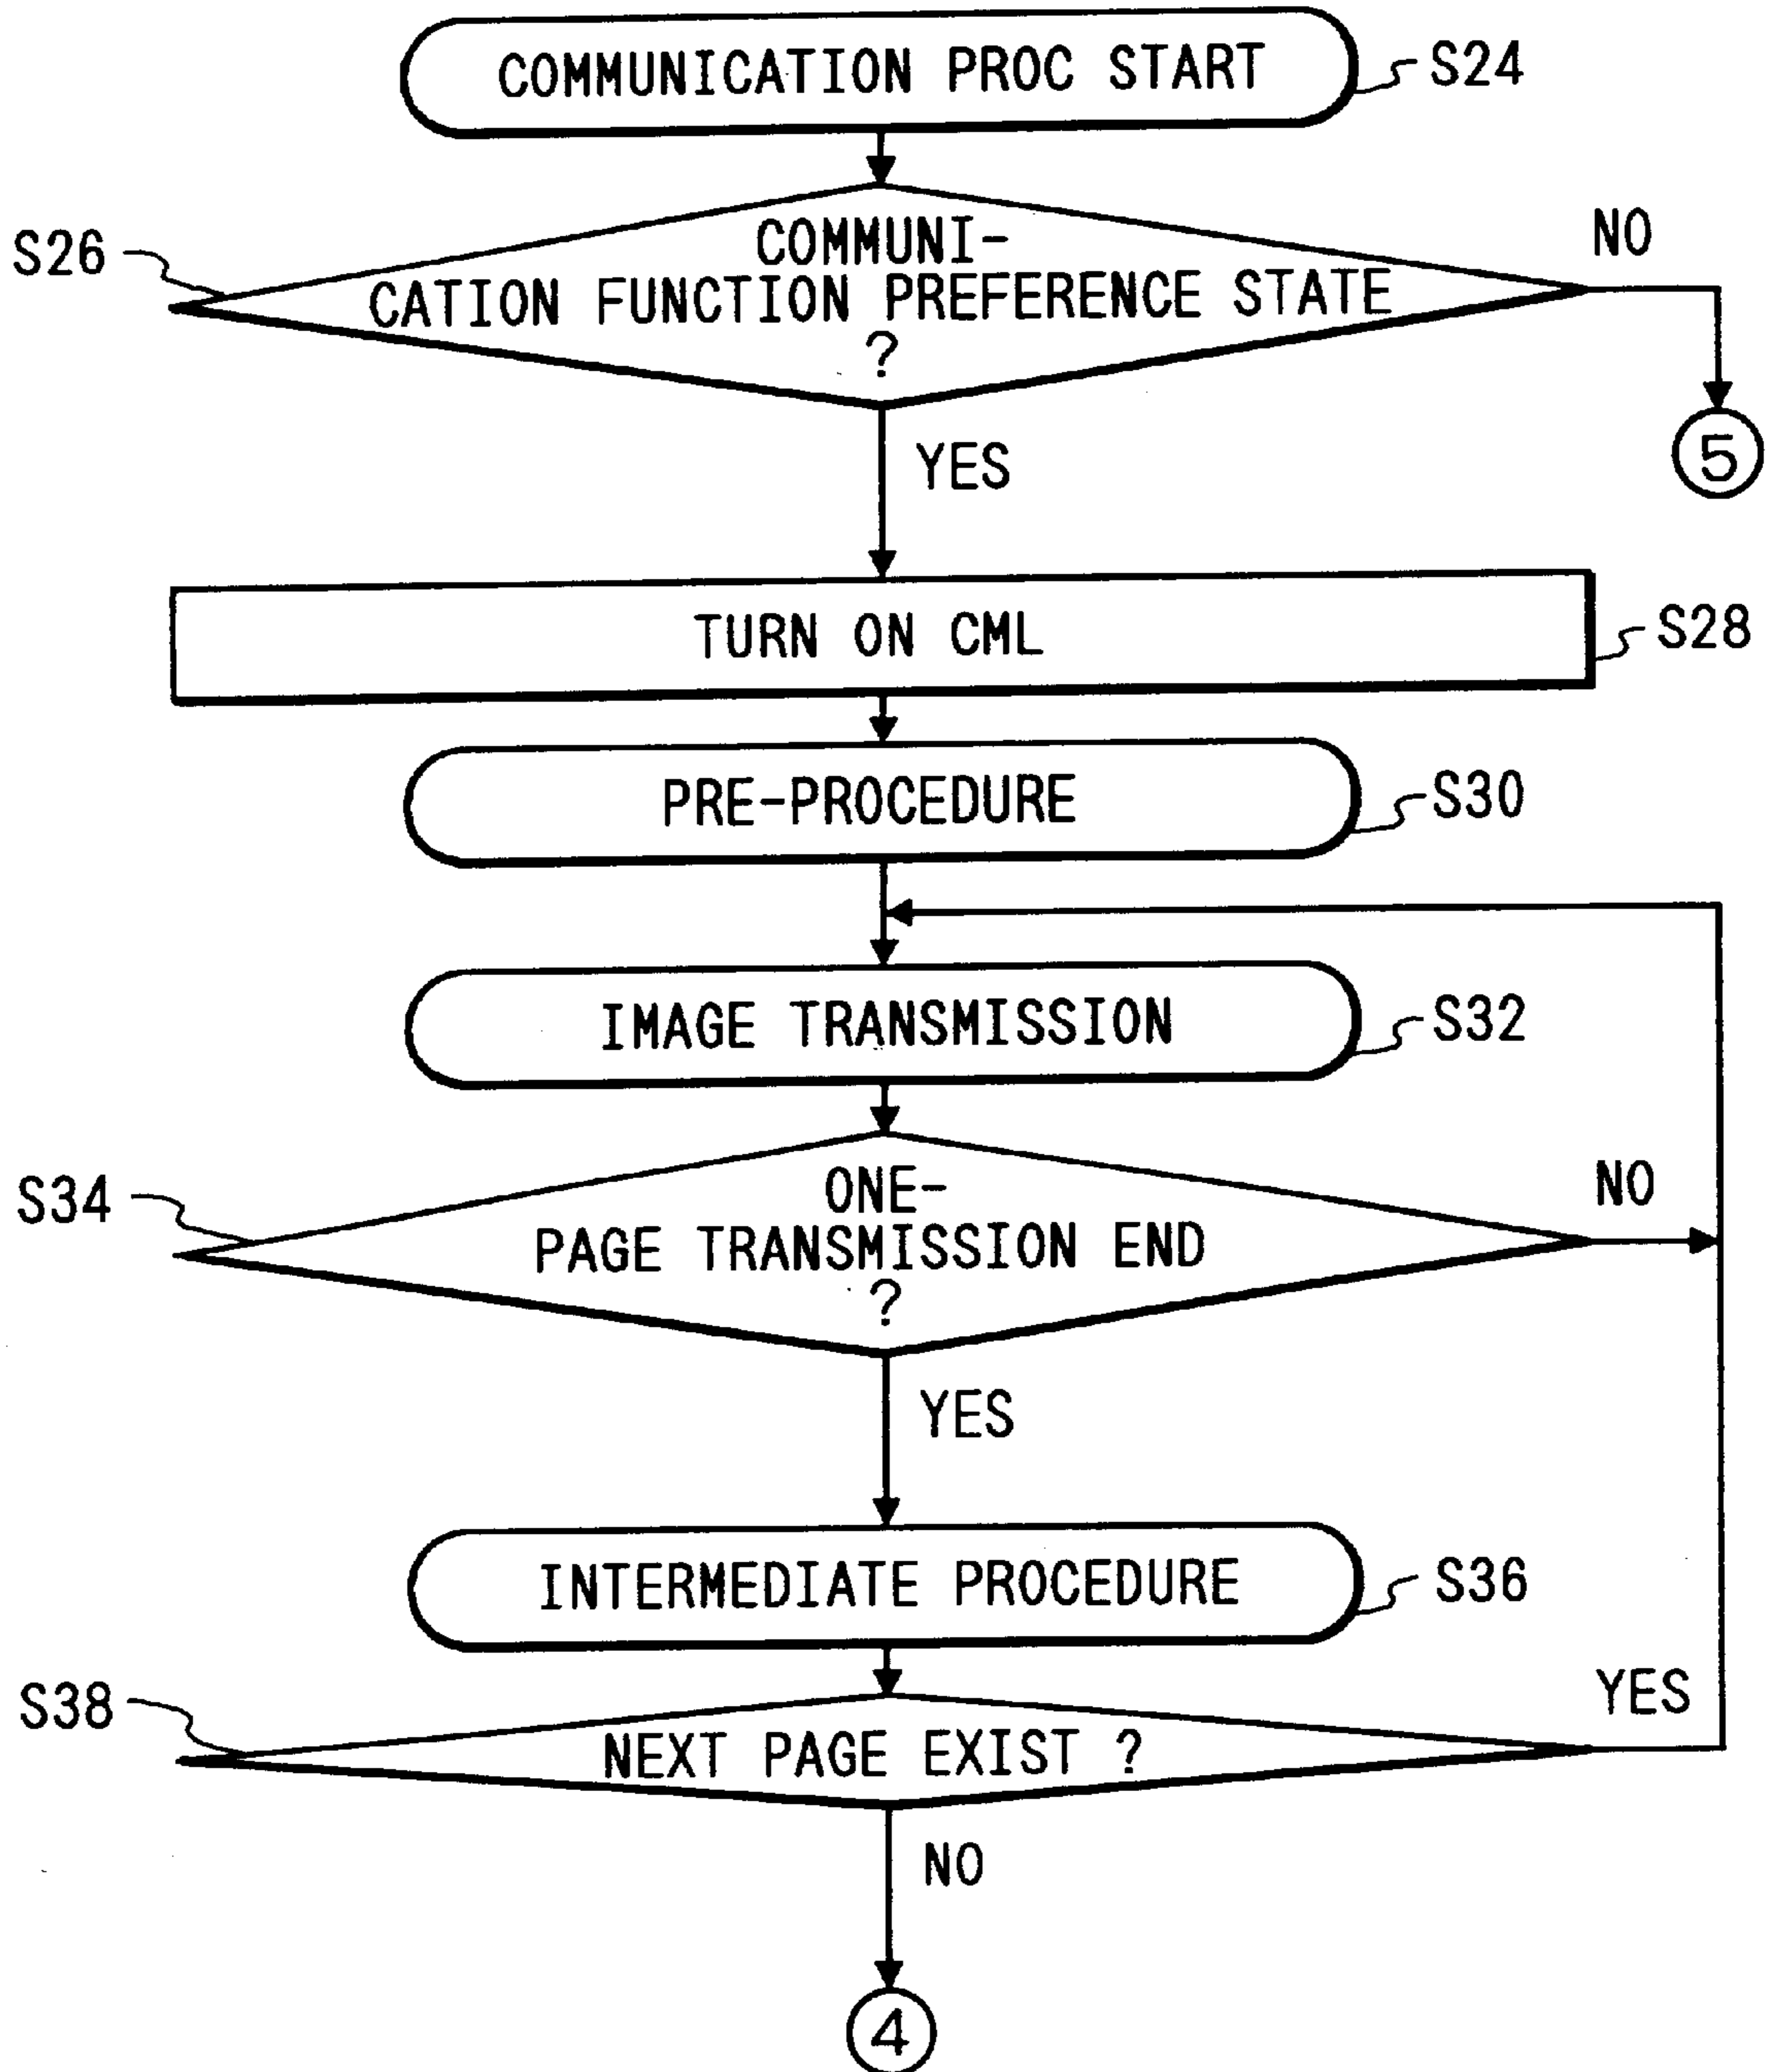 COMMUNICATION PROC START
S24
S26
COMMUNI-
CATION FUNCTION PREFERENCE STATE
?
NO
5
YES
TURN ON CML
S28
PRE-PROCEDURE
S30
IMAGE TRANSMISSION
S32
S34
ONE-
PAGE TRANSMISSION END
?
NO
YES
INTERMEDIATE PROCEDURE
S36
S38
NEXT PAGE EXIST ?
YES
NO
4